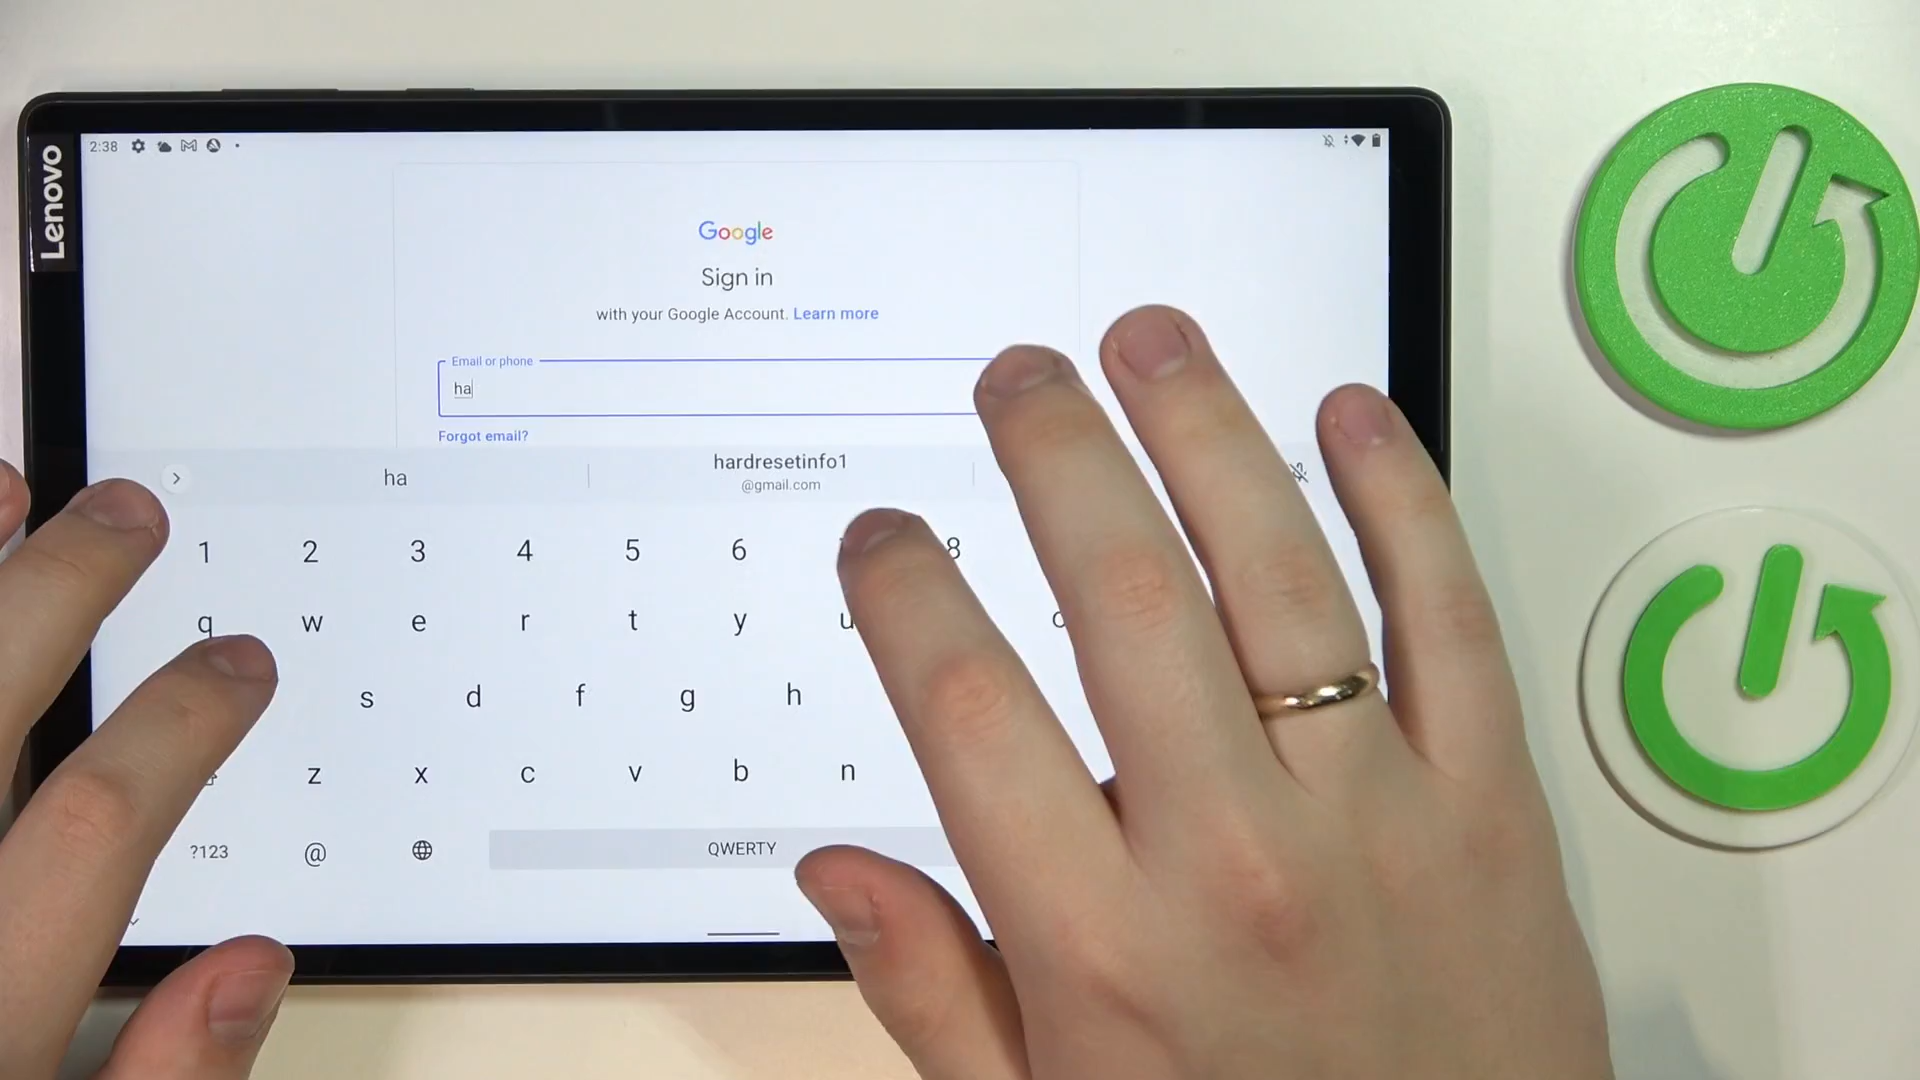 Lenovo
2:38
Google
Sign in
with your Google Account. Learn more
Email or phone
ha
Forgot email?
ha
hardresetinfo1
@gmail.com
1 2 3 4 5 6 8
q w e r t y u
s d f g h
z x c v b n
?123 @ QWERTY